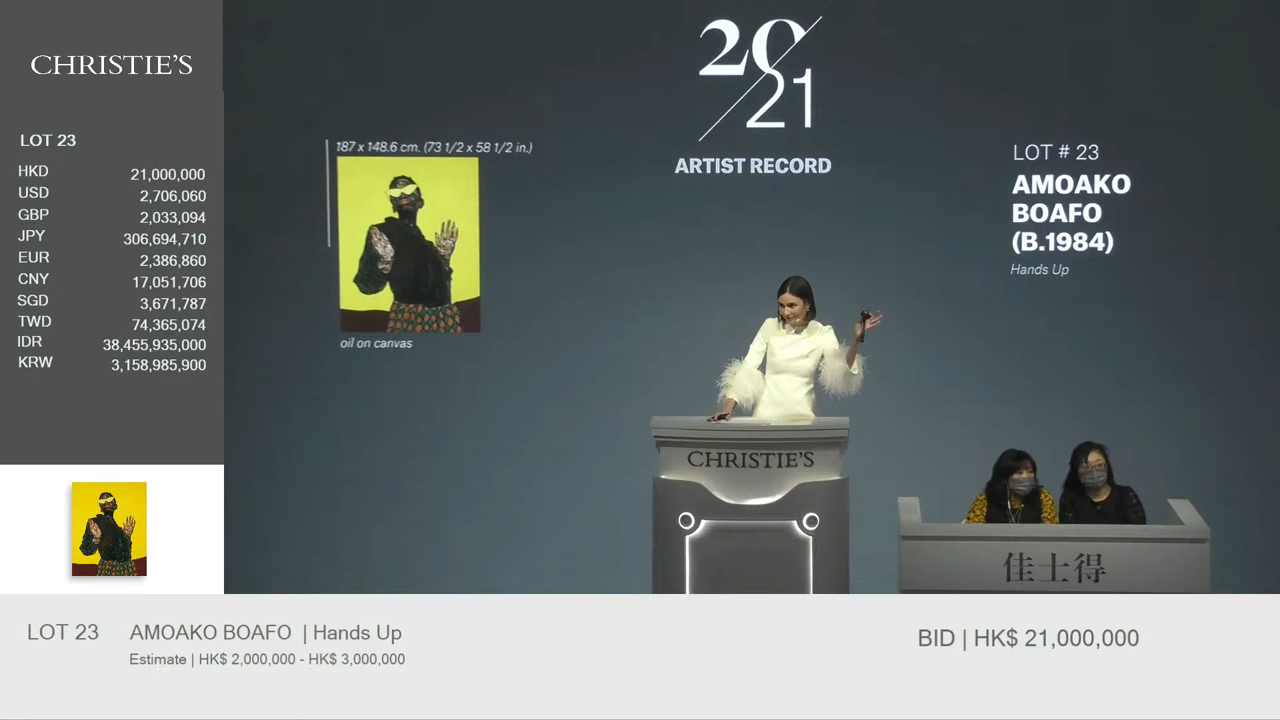 CHRISTIE'S
LOT 23
HKD 21,000,000
USD 2,706,060
GBP 2,033,094
JPY 306,694,710
EUR 2,386,860
CNY 17,051,706
SGD 3,671,787
TWD 74,365,074
IDR 38,455,935,000
KRW 3,158,985,900
20/21
ARTIST RECORD
187 x 148.6 cm. (73 1/2 x 58 1/2 in.)
oil on canvas
LOT # 23
AMOAKO
BOAFO
(B.1984)
Hands Up
CHRISTIE'S
佳士得
LOT 23 AMOAKO BOAFO | Hands Up
Estimate | HK$ 2,000,000 - HK$ 3,000,000
BID | HK$ 21,000,000